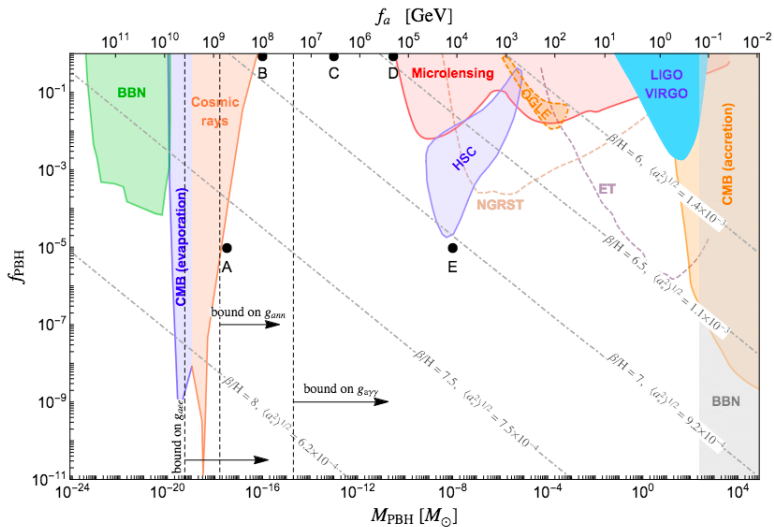 f_a [GeV]
10^11 10^10 10^9 10^8 10^7 10^6 10^5 10^4 10^3 10^2 10^1 10^0 10^-1 10^-2
B C D
BBN
Microlensing
LIGO
VIRGO
Cosmic
rays
OGLE
HSC
NGRST
ET
CMB (evaporation)
CMB (accretion)
A
E
bound on g_ann
bound on g_aγγ
bound on g_aee
BBN
β/H = 6, ⟨α_c^2⟩^1/2 = 1.4×10^-3
β/H = 6.5, ⟨α_c^2⟩^1/2 = 1.1×10^-3
β/H = 7, ⟨α_c^2⟩^1/2 = 9.2×10^-4
β/H = 7.5, ⟨α_c^2⟩^1/2 = 7.5×10^-4
β/H = 8, ⟨α_c^2⟩^1/2 = 6.2×10^-4
f_PBH
10^-1
10^-3
10^-5
10^-7
10^-9
10^-11
10^-24 10^-20 10^-16 10^-12 10^-8 10^-4 10^0 10^4
M_PBH [M_⊙]